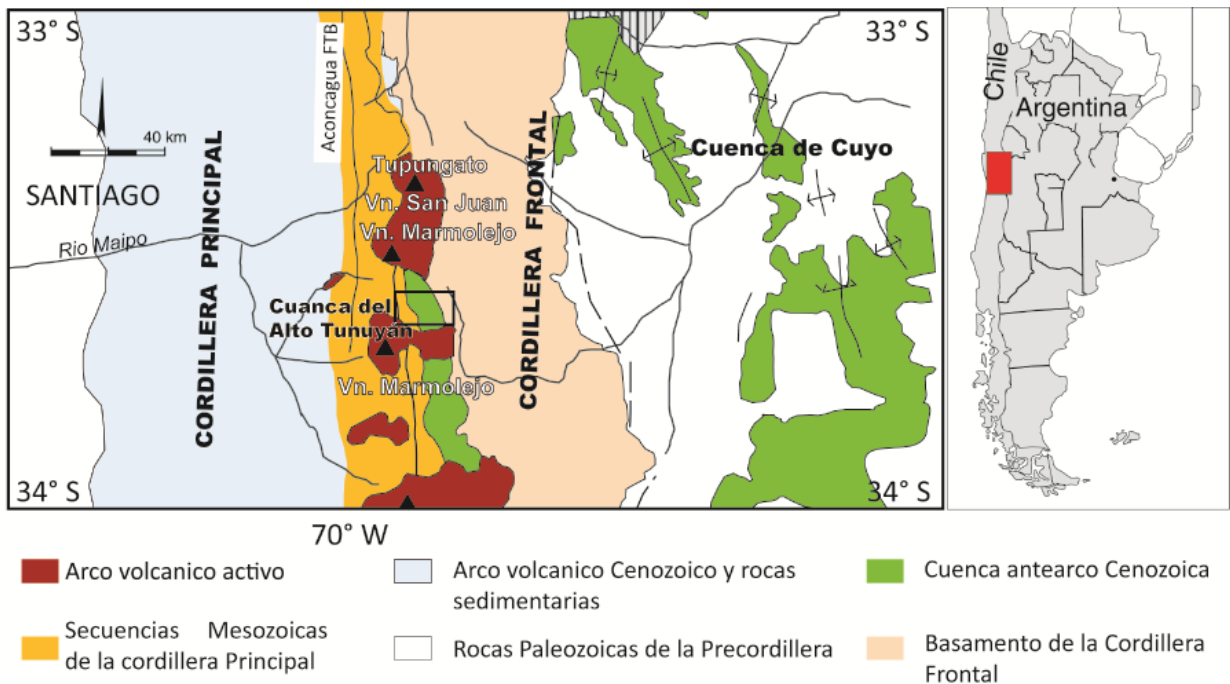 33° S
Aconcagua FTB
33° S
40 km
SANTIAGO
Rio Maipo
CORDILLERA PRINCIPAL
Tupungato
Vn. San Juan
Vn. Marmolejo
Cuanca del
Alto Tunuyán
Vn. Marmolejo
CORDILLERA FRONTAL
Cuenca de Cuyo
34° S
34° S
70° W
Chile
Argentina
Arco volcanico activo
Arco volcanico Cenozoico y rocas
sedimentarias
Cuenca antearco Cenozoica
Secuencias Mesozoicas
de la cordillera Principal
Rocas Paleozoicas de la Precordillera
Basamento de la Cordillera
Frontal